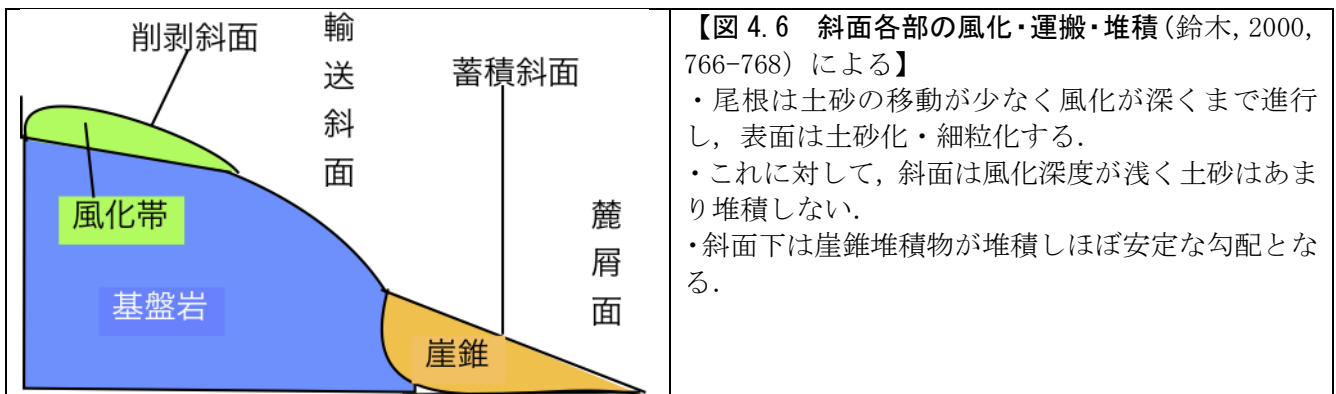 削剥斜面
輸送斜面
蓄積斜面
風化帯
麓屑面
基盤岩
崖錐
【図 4.6 斜面各部の風化・運搬・堆積(鈴木, 2000,
766-768) による】
・尾根は土砂の移動が少なく風化が深くまで進行
し, 表面は土砂化・細粒化する.
・これに対して, 斜面は風化深度が浅く土砂はあま
り堆積しない.
・斜面下は崖錐堆積物が堆積しほぼ安定な勾配とな
る.